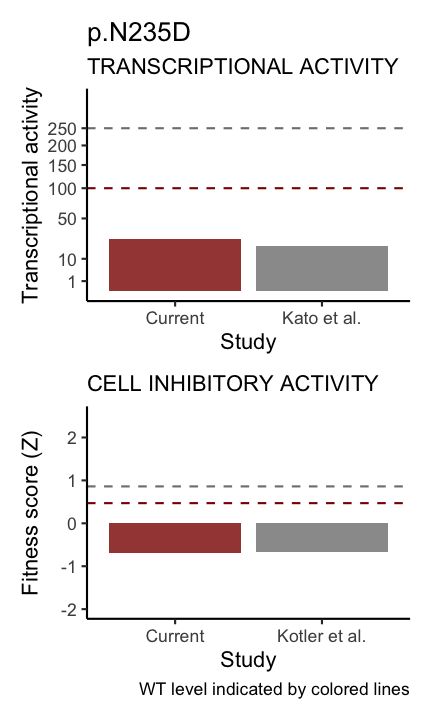 p.N235D
TRANSCRIPTIONAL ACTIVITY
Transcriptional activity
250
200
150
100
50
10
1
Current
Kato et al.
Study
CELL INHIBITORY ACTIVITY
Fitness score (Z)
2
1
0
-1
-2
Current
Kotler et al.
Study
WT level indicated by colored lines